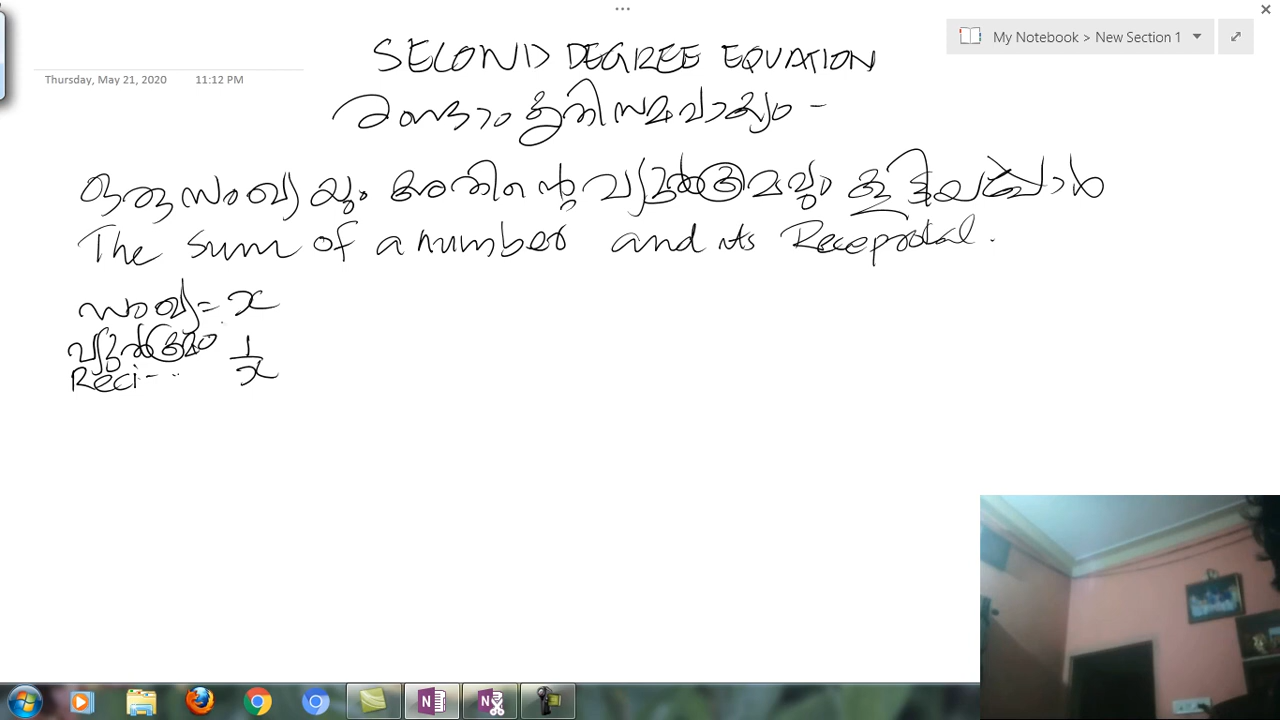 My Notebook > New Section 1
SECOND DEGREE EQUATION
Thursday, May 21, 2020 11:12 PM
രണ്ടാം കൃതി സമവാക്യം -
ഒരു സംഖ്യയും അതിന്റെ വ്യുൽക്രമവും കൂട്ടിയപ്പോൾ
The sum of a number and its Receprotal.
സംഖ്യ = x
വ്യുൽക്രമം 1/x
Reci-..